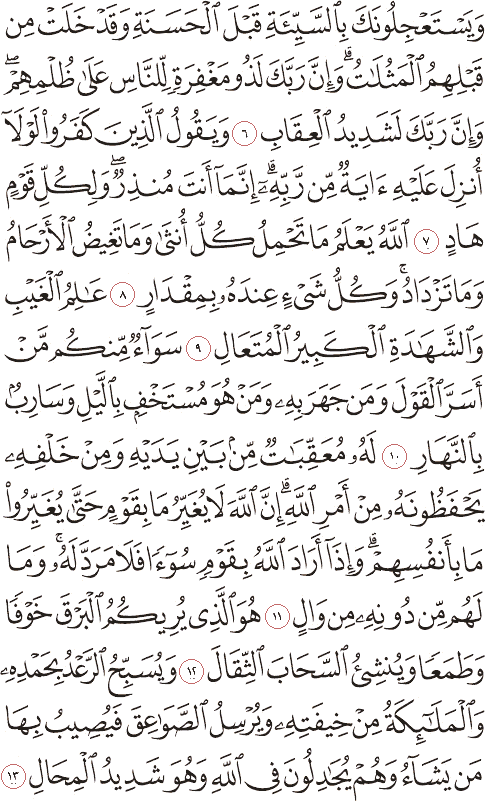 وَيَسْتَعْجِلُونَكَ بِٱلسَّيِّئَةِ قَبْلَ ٱلْحَسَنَةِ وَقَدْ خَلَتْ مِن
قَبْلِهِمُ ٱلْمَثُلَٰتُ ۗ وَإِنَّ رَبَّكَ لَذُو مَغْفِرَةٍ لِّلنَّاسِ عَلَىٰ ظُلْمِهِمْ ۖ
وَإِنَّ رَبَّكَ لَشَدِيدُ ٱلْعِقَابِ ٦ وَيَقُولُ ٱلَّذِينَ كَفَرُوا۟ لَوْلَآ
أُنزِلَ عَلَيْهِ ءَايَةٌ مِّن رَّبِّهِۦٓ ۗ إِنَّمَآ أَنتَ مُنذِرٌ ۖ وَلِكُلِّ قَوْمٍ
هَادٍ ٧ ٱللَّهُ يَعْلَمُ مَا تَحْمِلُ كُلُّ أُنثَىٰ وَمَا تَغِيضُ ٱلْأَرْحَامُ
وَمَا تَزْدَادُ ۖ وَكُلُّ شَىْءٍ عِندَهُۥ بِمِقْدَارٍ ٨ عَٰلِمُ ٱلْغَيْبِ
وَٱلشَّهَٰدَةِ ٱلْكَبِيرُ ٱلْمُتَعَالِ ٩ سَوَآءٌ مِّنكُم مَّنْ
أَسَرَّ ٱلْقَوْلَ وَمَن جَهَرَ بِهِۦ وَمَنْ هُوَ مُسْتَخْفٍۭ بِٱلَّيْلِ وَسَارِبٌۢ
بِٱلنَّهَارِ ١٠ لَهُۥ مُعَقِّبَٰتٌ مِّنۢ بَيْنِ يَدَيْهِ وَمِنْ خَلْفِهِۦ
يَحْفَظُونَهُۥ مِنْ أَمْرِ ٱللَّهِ ۗ إِنَّ ٱللَّهَ لَا يُغَيِّرُ مَا بِقَوْمٍ حَتَّىٰ يُغَيِّرُوا۟
مَا بِأَنفُسِهِمْ ۗ وَإِذَآ أَرَادَ ٱللَّهُ بِقَوْمٍ سُوٓءًا فَلَا مَرَدَّ لَهُۥ ۚ وَمَا
لَهُم مِّن دُونِهِۦ مِن وَالٍ ١١ هُوَ ٱلَّذِى يُرِيكُمُ ٱلْبَرْقَ خَوْفًا
وَطَمَعًا وَيُنشِئُ ٱلسَّحَابَ ٱلثِّقَالَ ١٢ وَيُسَبِّحُ ٱلرَّعْدُ بِحَمْدِهِۦ
وَٱلْمَلَٰٓئِكَةُ مِنْ خِيفَتِهِۦ وَيُرْسِلُ ٱلصَّوَٰعِقَ فَيُصِيبُ بِهَا
مَن يَشَآءُ وَهُمْ يُجَٰدِلُونَ فِى ٱللَّهِ وَهُوَ شَدِيدُ ٱلْمِحَالِ ١٣